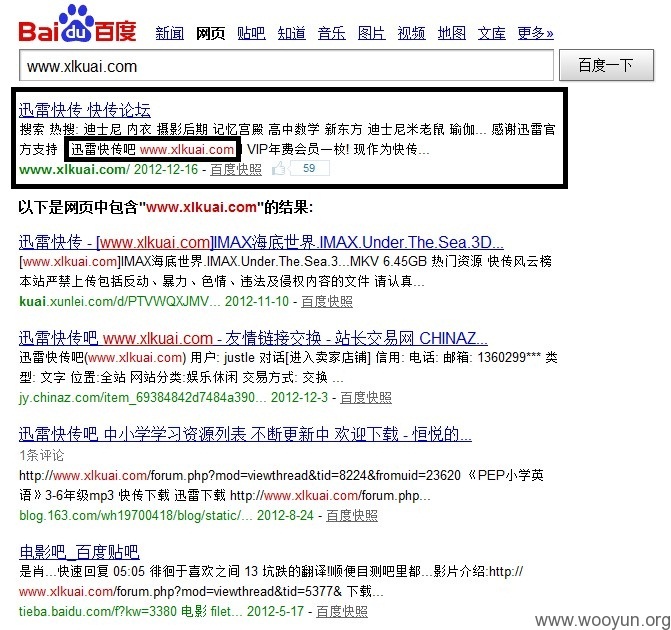 Bai du 百度 新闻 网页 贴吧 知道 音乐 图片 视频 地图 文库 更多»
www.xlkuai.com 百度一下
迅雷快传 快传论坛
搜索 热搜: 迪士尼 内衣 摄影后期 记忆宫殿 高中数学 新东方 迪士尼米老鼠 瑜伽... 感谢迅雷官
方支持 迅雷快传吧 www.xlkuai.com ! VIP年费会员一枚! 现作为快传...
www.xlkuai.com/ 2012-12-16 - 百度快照 59
以下是网页中包含"www.xlkuai.com"的结果:
迅雷快传 - [www.xlkuai.com]IMAX海底世界.IMAX.Under.The.Sea.3D...
[www.xlkuai.com]IMAX海底世界.IMAX.Under.The.Sea.3...MKV 6.45GB 热门资源 快传风云榜
本站严禁上传包括反动、暴力、色情、违法及侵权内容的文件 请认真...
kuai.xunlei.com/d/PTVWQXJMV... 2012-11-10 - 百度快照
迅雷快传吧 www.xlkuai.com - 友情链接交换 - 站长交易网 CHINAZ...
迅雷快传吧(www.xlkuai.com) 用户: justle 对话[进入卖家店铺] 信用: 电话: 邮箱: 1360299*** 类
型: 文字 位置:全站 网站分类:娱乐休闲 交易方式: 交换 ...
jy.chinaz.com/item_69384842d7484a390... 2012-12-3 - 百度快照
迅雷快传吧 中小学学习资源列表 不断更新中 欢迎下载 - 恒悦的...
1条评论
http://www.xlkuai.com/forum.php?mod=viewthread&tid=8224&fromuid=23620 《PEP小学英
语》3-6年级mp3 快传下载 迅雷下载 http://www.xlkuai.com/forum.php...
blog.163.com/wh19700418/blog/static/... 2012-8-24 - 百度快照
电影吧_百度贴吧
是肖...快速回复 05:05 徘徊于喜欢之间 13 坑跌的翻译!顺便目测吧里都...影片介绍:http://
www.xlkuai.com/forum.php?mod=viewthread&tid=5377& 下载...
tieba.baidu.com/f?kw=3380 电影 filet... 2012-5-17 - 百度快照
www.wooyun.org